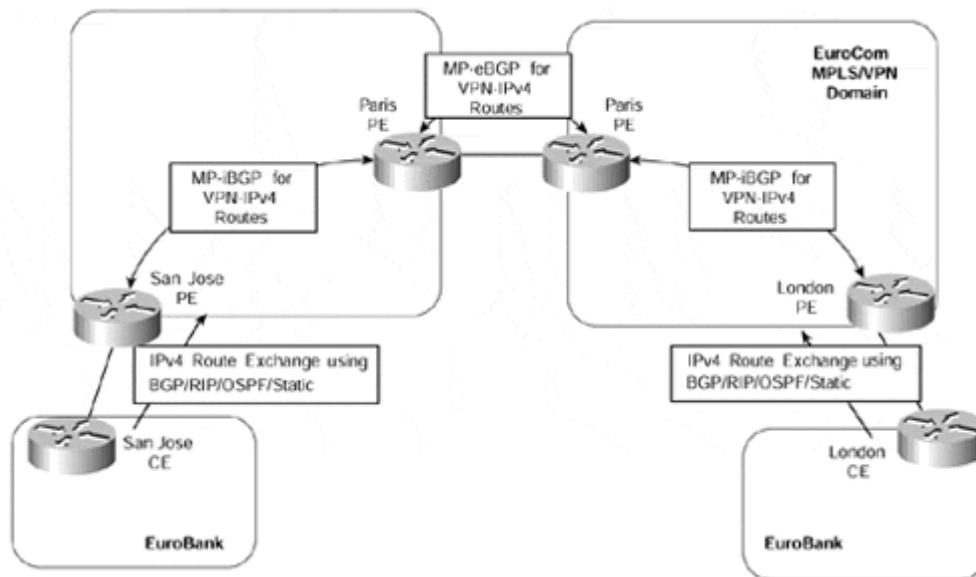 MP-eBGP for
VPN-IPv4
Routes
EuroCom
MPLS/VPN
Domain
Paris
PE
Paris
PE
MP-iBGP for
VPN-IPv4
Routes
MP-iBGP for
VPN-IPv4
Routes
San Jose
PE
London
PE
IPv4 Route Exchange using
BGP/RIP/OSPF/Static
IPv4 Route Exchange using
BGP/RIP/OSPF/Static
San Jose
CE
London
CE
EuroBank
EuroBank